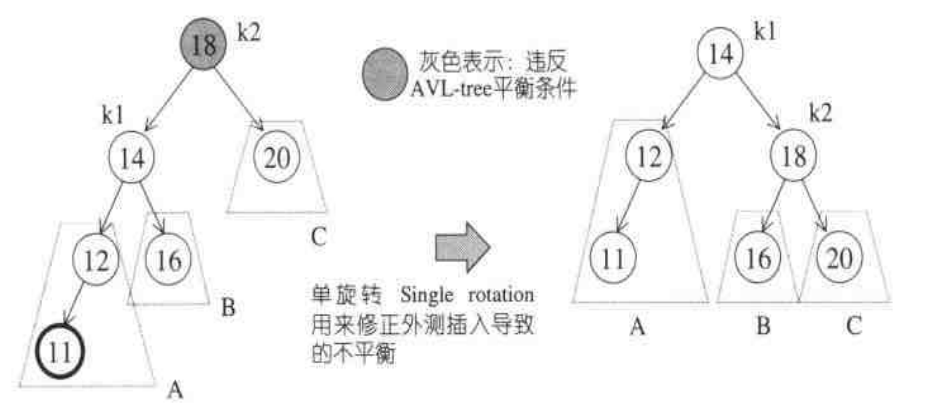 18
k2
k1
14
20
C
12
16
B
11
A
灰色表示：违反
AVL-tree平衡条件
单旋转 Single rotation
用来修正外测插入导致
的不平衡
k1
14
k2
12
18
11
16
20
A
B
C